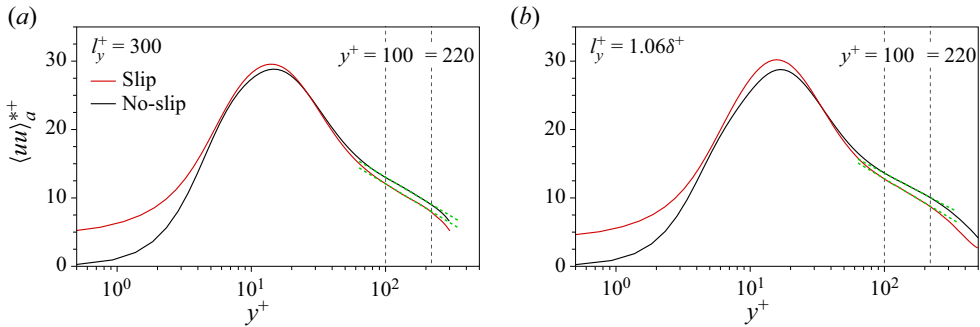 (a)
l_y^+ = 300
y^+ = 100 = 220
Slip
No-slip
⟨uu⟩_a^{*+}
30
20
10
0
10^0
10^1
10^2
y^+
(b)
l_y^+ = 1.06δ^+
y^+ = 100 = 220
30
20
10
0
10^0
10^1
10^2
y^+